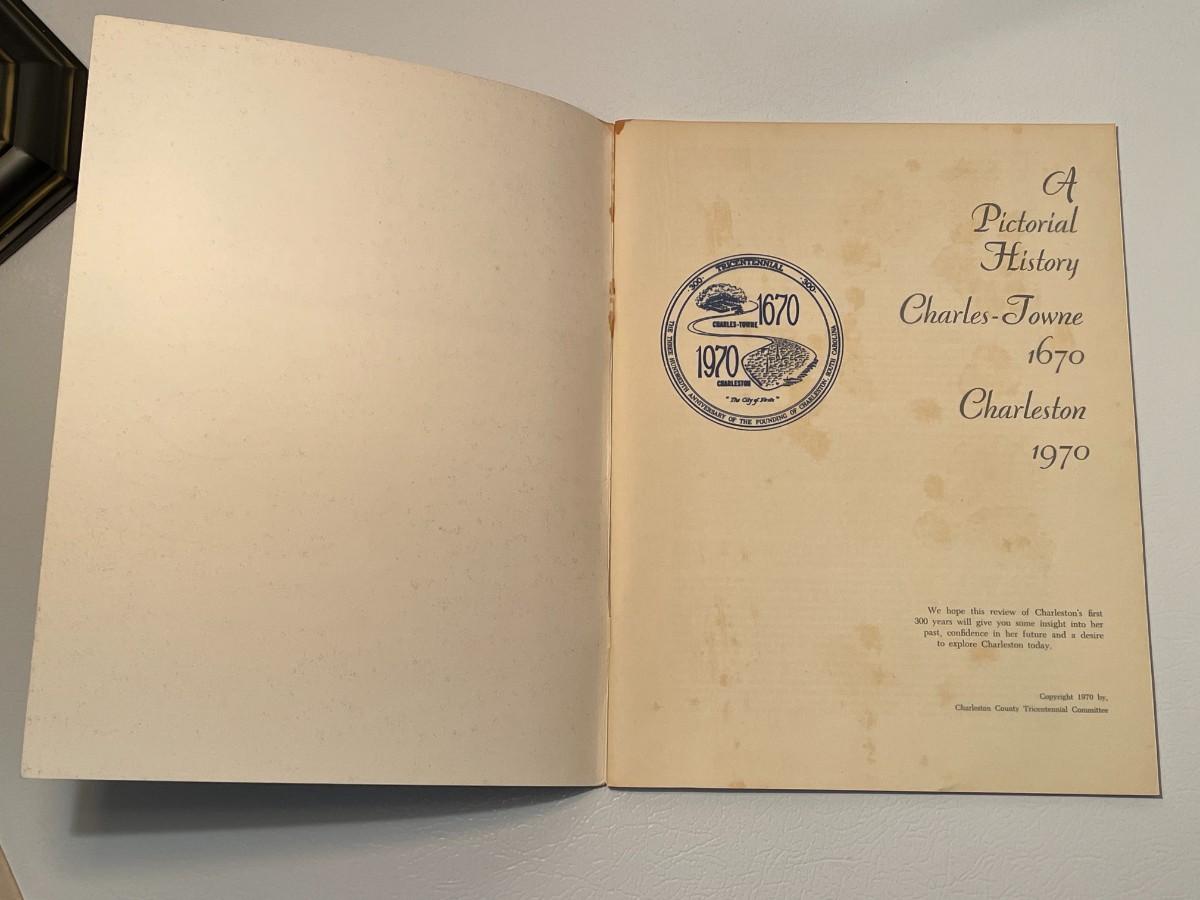 A
Pictorial
History
Charles-Towne
1670
Charleston
1970
·300· TRICENTENNIAL ·300·
1670
CHARLES-TOWNE
1970
CHARLESTON
"The City of Firsts"
THE THREE HUNDREDTH ANNIVERSARY OF THE FOUNDING OF CHARLESTON, SOUTH CAROLINA
We hope this review of Charleston's first
300 years will give you some insight into her
past, confidence in her future and a desire
to explore Charleston today.
Copyright 1970 by,
Charleston County Tricentennial Committee